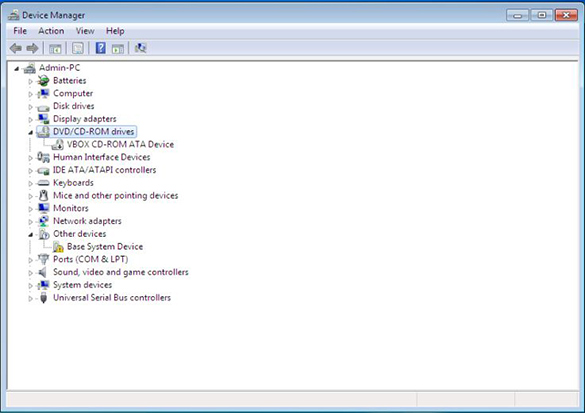 Device Manager
File Action View Help
Admin-PC
Batteries
Computer
Disk drives
Display adapters
DVD/CD-ROM drives
VBOX CD-ROM ATA Device
Human Interface Devices
IDE ATA/ATAPI controllers
Keyboards
Mice and other pointing devices
Monitors
Network adapters
Other devices
Base System Device
Ports (COM & LPT)
Sound, video and game controllers
System devices
Universal Serial Bus controllers